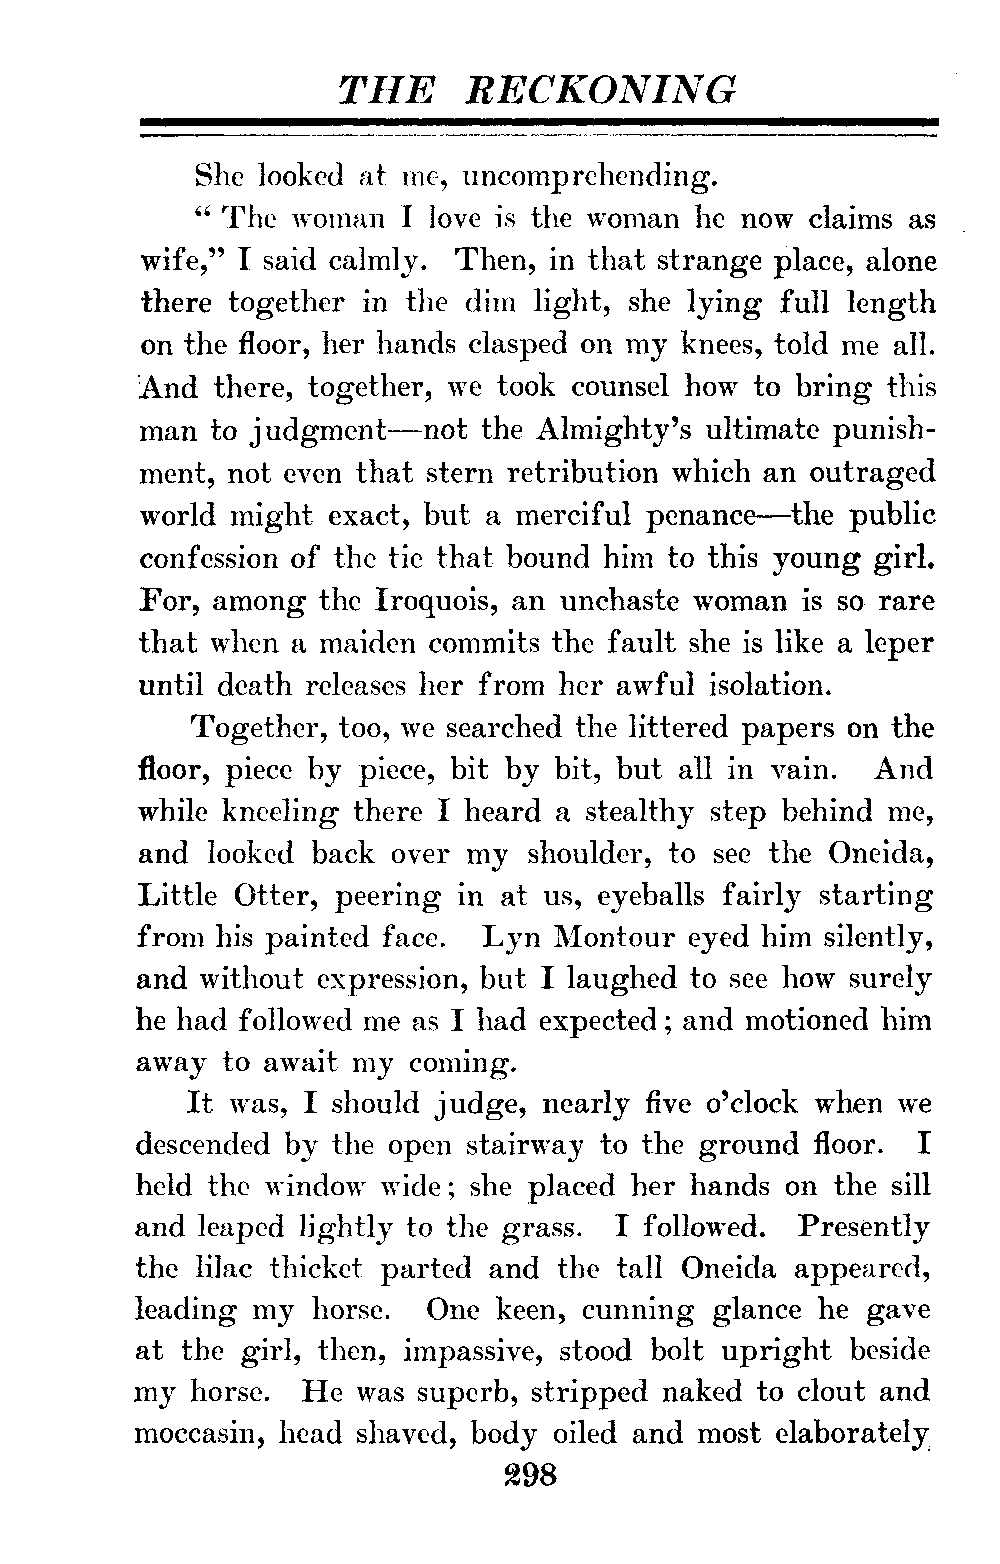 THE RECKONING
She looked at me, uncomprehending.
“ The woman I love is the woman he now claims as
wife,” I said calmly. Then, in that strange place, alone
there together in the dim light, she lying full length
on the floor, her hands clasped on my knees, told me all.
And there, together, we took counsel how to bring this
man to judgment—not the Almighty’s ultimate punish-
ment, not even that stern retribution which an outraged
world might exact, but a merciful penance—the public
confession of the tie that bound him to this young girl.
For, among the Iroquois, an unchaste woman is so rare
that when a maiden commits the fault she is like a leper
until death releases her from her awful isolation.
Together, too, we searched the littered papers on the
floor, piece by piece, bit by bit, but all in vain. And
while kneeling there I heard a stealthy step behind me,
and looked back over my shoulder, to see the Oneida,
Little Otter, peering in at us, eyeballs fairly starting
from his painted face. Lyn Montour eyed him silently,
and without expression, but I laughed to see how surely
he had followed me as I had expected; and motioned him
away to await my coming.
It was, I should judge, nearly five o’clock when we
descended by the open stairway to the ground floor. I
held the window wide; she placed her hands on the sill
and leaped lightly to the grass. I followed. Presently
the lilac thicket parted and the tall Oneida appeared,
leading my horse. One keen, cunning glance he gave
at the girl, then, impassive, stood bolt upright beside
my horse. He was superb, stripped naked to clout and
moccasin, head shaved, body oiled and most elaborately
298